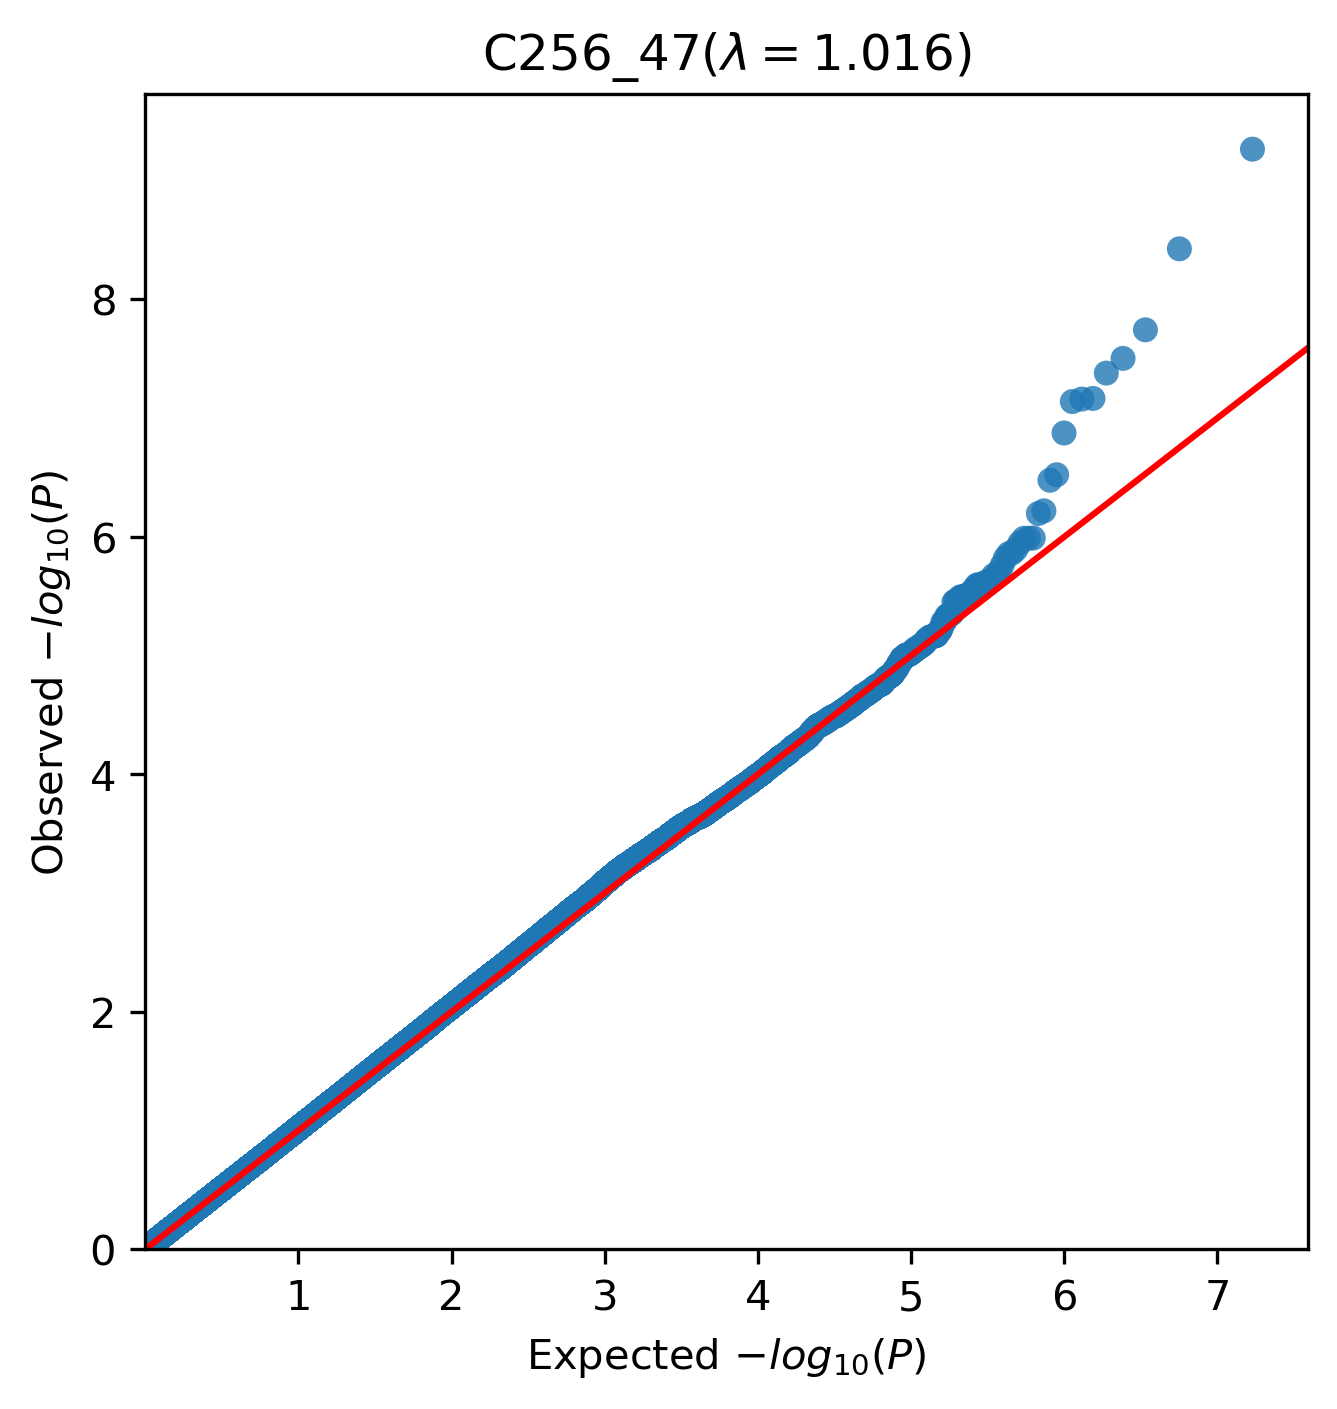 C256_47(λ = 1.016)
Observed −log₁₀(P)
8
6
4
2
0
1 2 3 4 5 6 7
Expected −log₁₀(P)